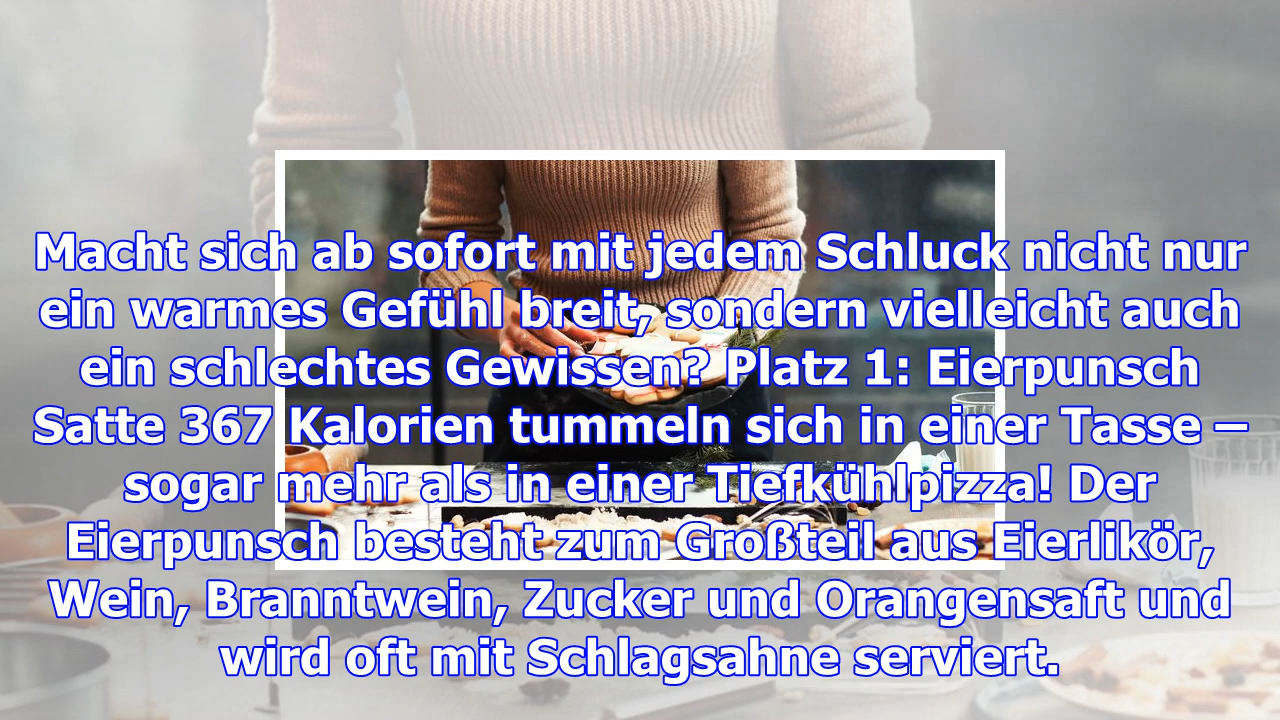 Macht sich ab sofort mit jedem Schluck nicht nur
ein warmes Gefühl breit, sondern vielleicht auch
ein schlechtes Gewissen? Platz 1: Eierpunsch
Satte 367 Kalorien tummeln sich in einer Tasse –
sogar mehr als in einer Tiefkühlpizza! Der
Eierpunsch besteht zum Großteil aus Eierlikör,
Wein, Branntwein, Zucker und Orangensaft und
wird oft mit Schlagsahne serviert.